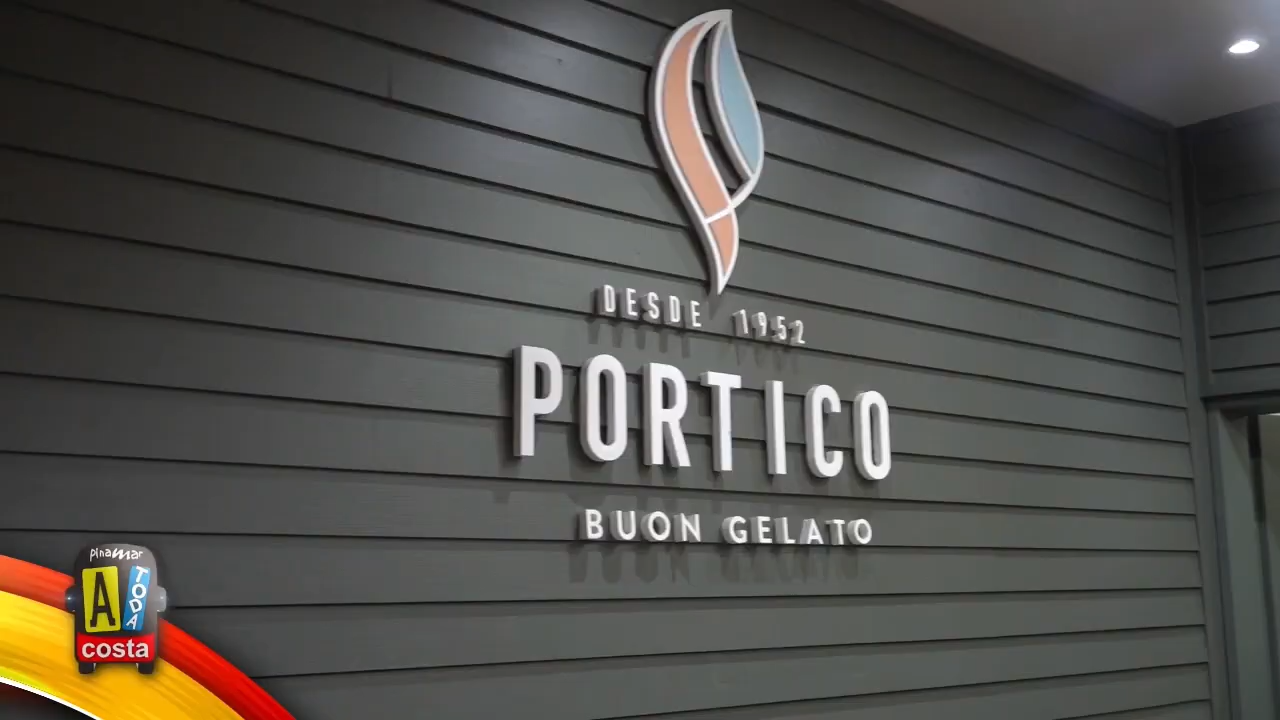 DESDE 1952
PORTICO
BUON GELATO
pinamar
A TODA
costa